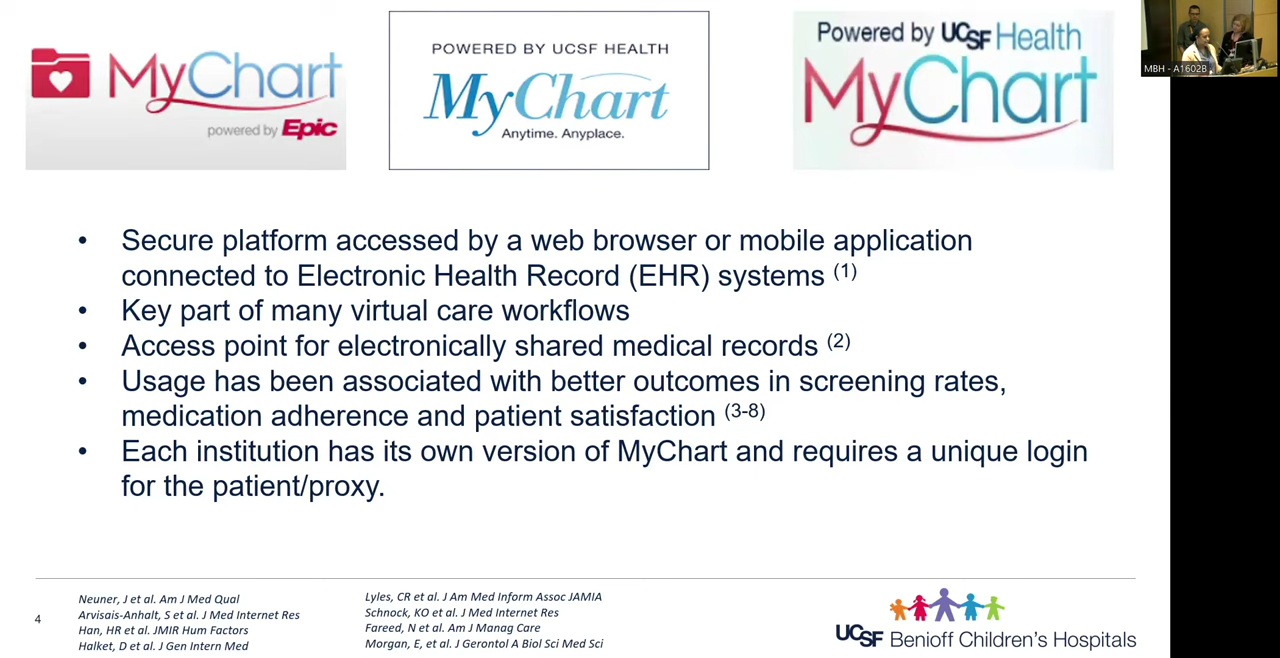 MyChart
powered by Epic
POWERED BY UCSF HEALTH
MyChart
Anytime. Anyplace.
Powered by UCSF Health
MyChart
MBH - A1602B
• Secure platform accessed by a web browser or mobile application
connected to Electronic Health Record (EHR) systems (1)
• Key part of many virtual care workflows
• Access point for electronically shared medical records (2)
• Usage has been associated with better outcomes in screening rates,
medication adherence and patient satisfaction (3-8)
• Each institution has its own version of MyChart and requires a unique login
for the patient/proxy.
4
Neuner, J et al. Am J Med Qual
Arvisais-Anhalt, S et al. J Med Internet Res
Han, HR et al. JMIR Hum Factors
Halket, D et al. J Gen Intern Med
Lyles, CR et al. J Am Med Inform Assoc JAMIA
Schnock, KO et al. J Med Internet Res
Fareed, N et al. Am J Manag Care
Morgan, E, et al. J Gerontol A Biol Sci Med Sci
UCSF Benioff Children's Hospitals